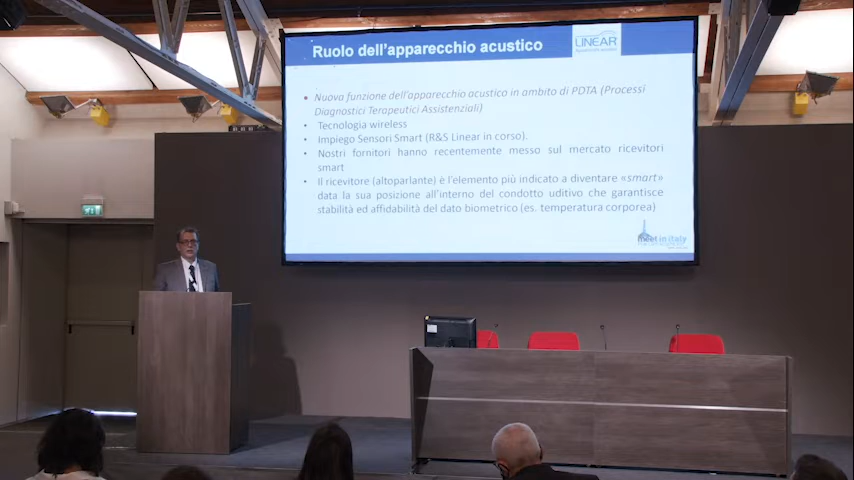 Ruolo dell'apparecchio acustico
LINEAR
Nuova funzione dell'apparecchio acustico in ambito di PDTA (Processi
Diagnostici Terapeutici Assistenziali)
Tecnologia wireless
Impiego Sensori Smart (R&S Linear in corso).
Nostri fornitori hanno recentemente messo sul mercato ricevitori
smart
Il ricevitore (altoparlante) è l'elemento più indicato a diventare «smart»
data la sua posizione all'interno del condotto uditivo che garantisce
stabilità ed affidabilità del dato biometrico (es. temperatura corporea)
meet in italy